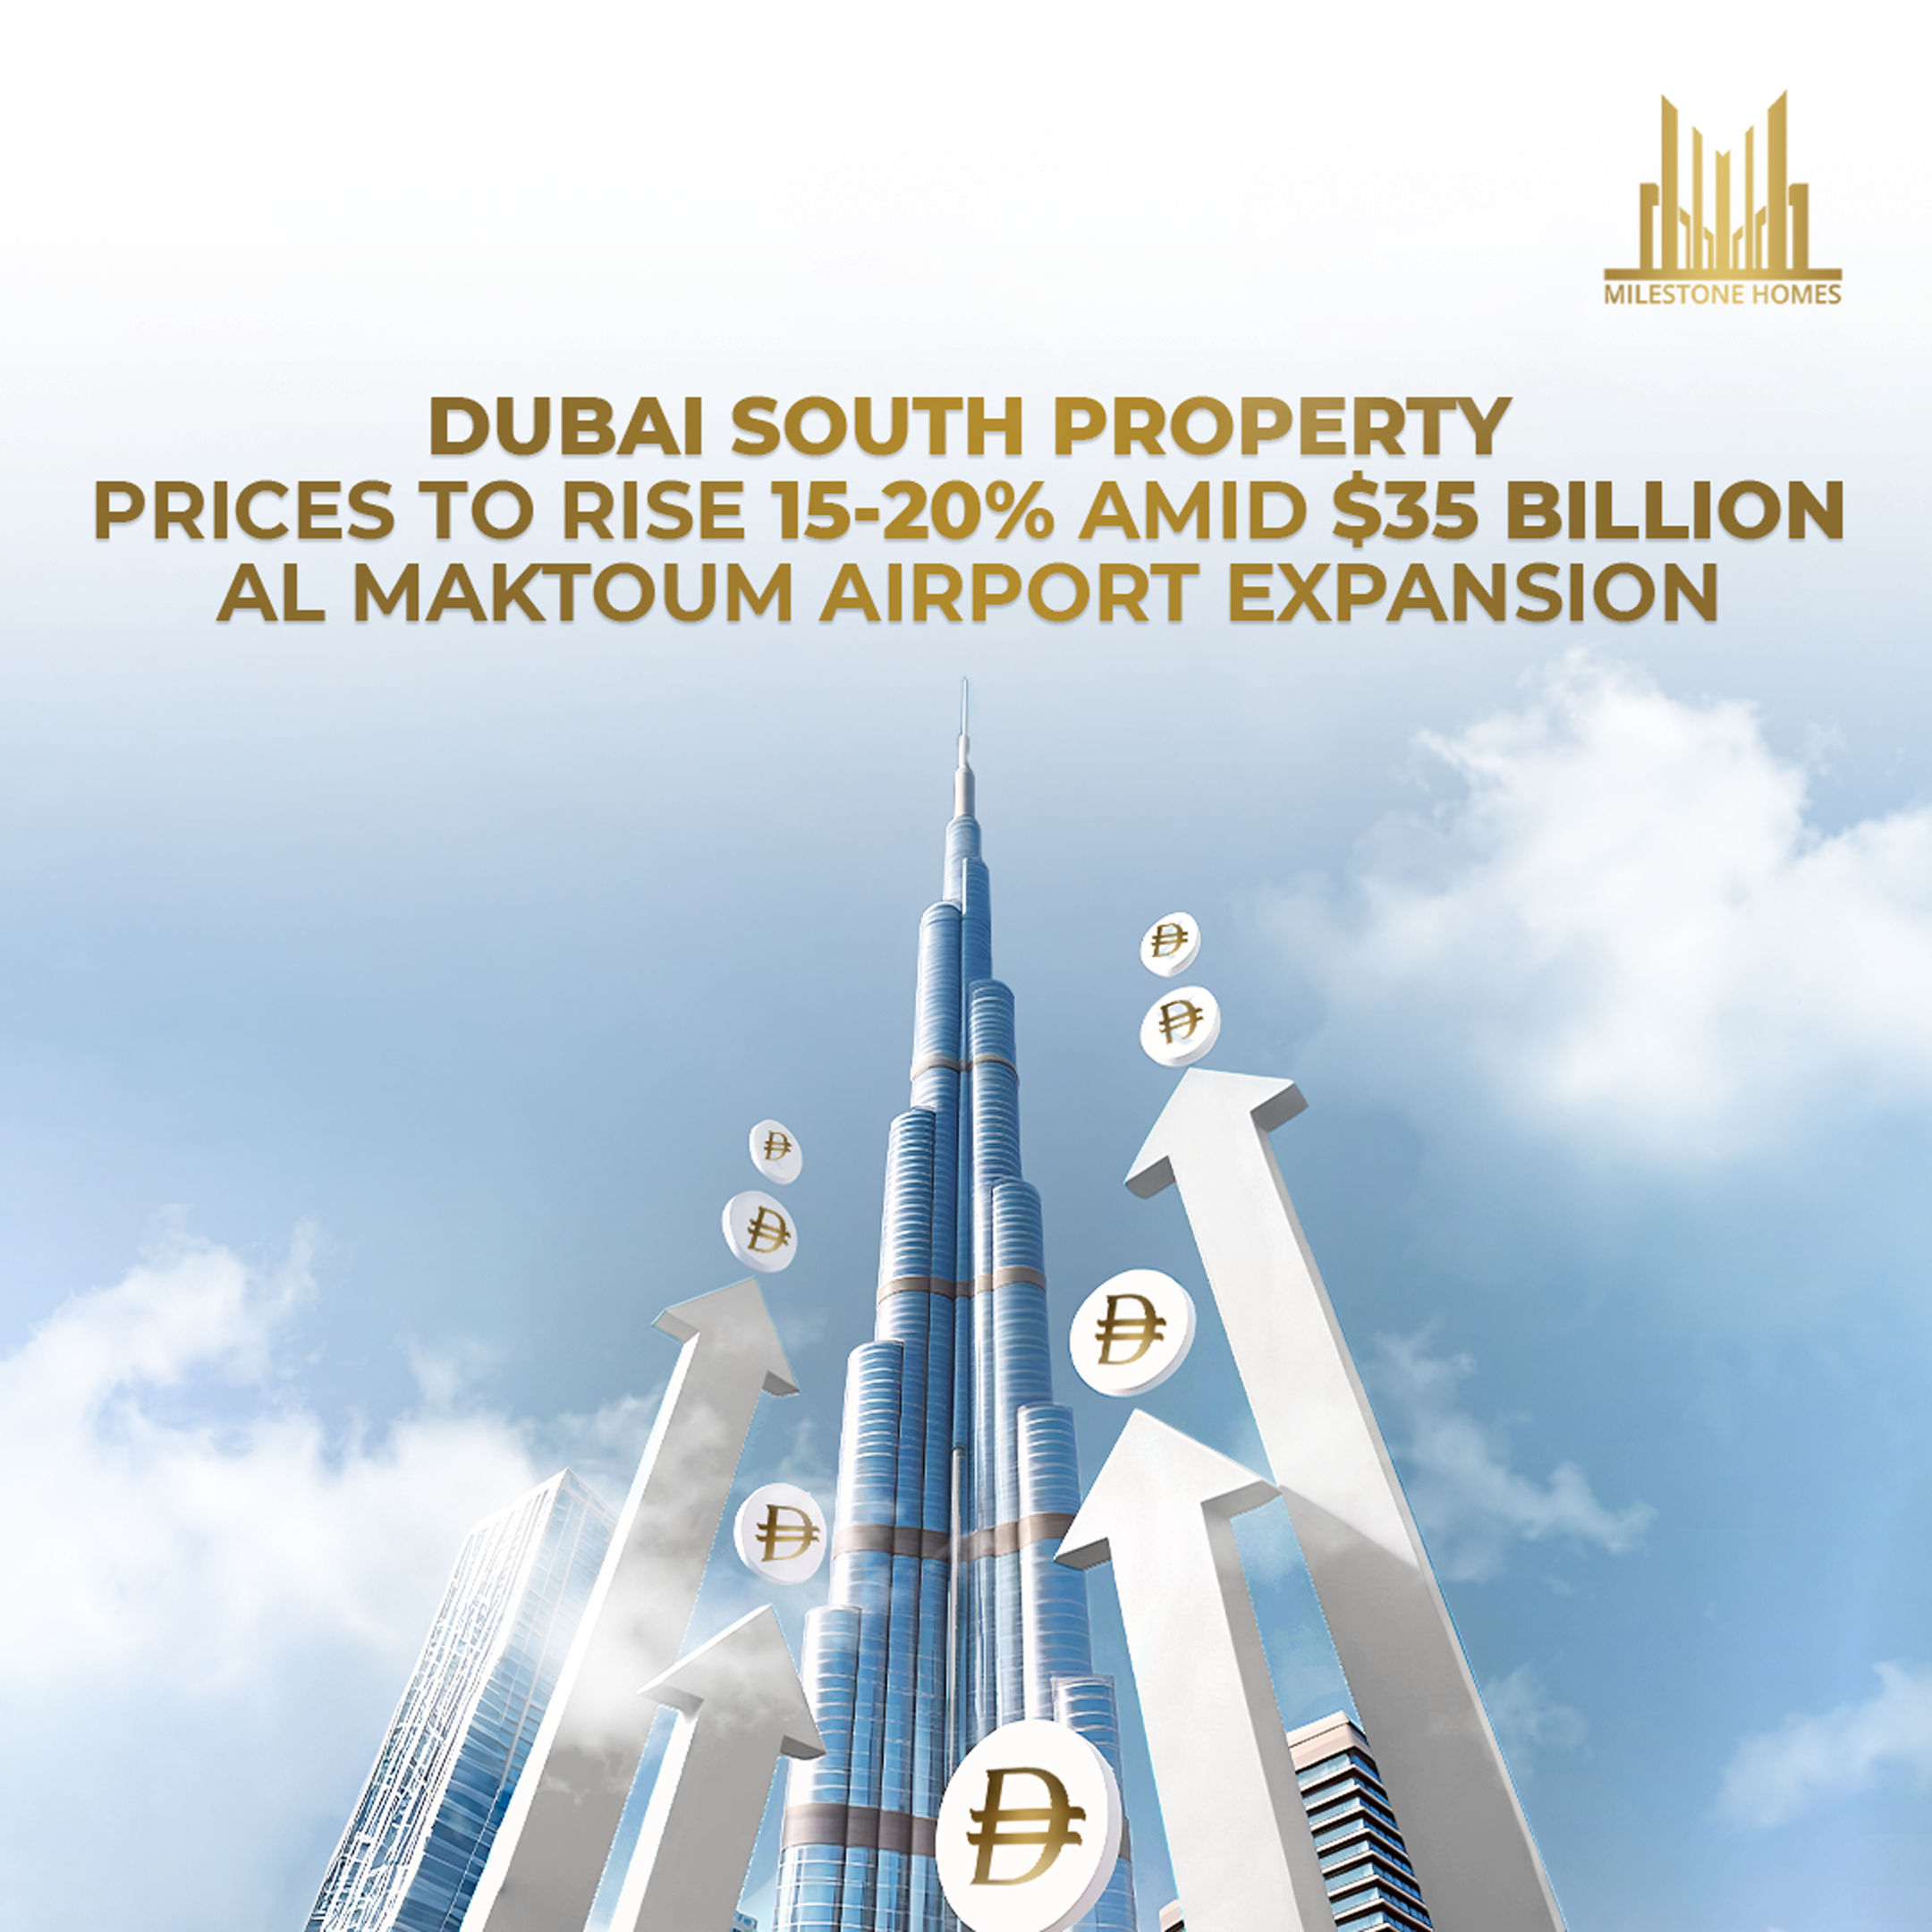 MILESTONE HOMES
DUBAI SOUTH PROPERTY
PRICES TO RISE 15-20% AMID $35 BILLION
AL MAKTOUM AIRPORT EXPANSION